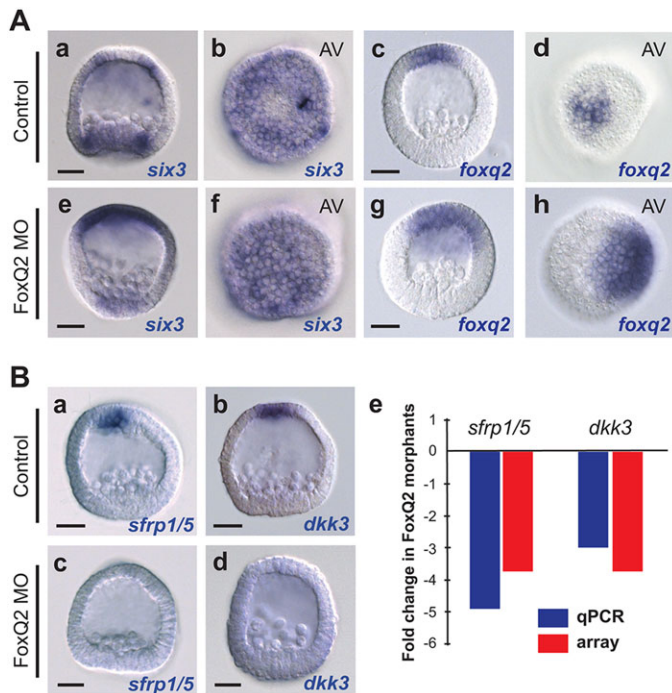 A
Control
a
six3
b
AV
six3
c
foxq2
d
AV
foxq2
FoxQ2 MO
e
six3
f
AV
six3
g
foxq2
h
AV
foxq2
B
Control
a
sfrp1/5
b
dkk3
FoxQ2 MO
c
sfrp1/5
d
dkk3
e
Fold change in FoxQ2 morphants
sfrp1/5
dkk3
1
0
-1
-2
-3
-4
-5
-6
qPCR
array